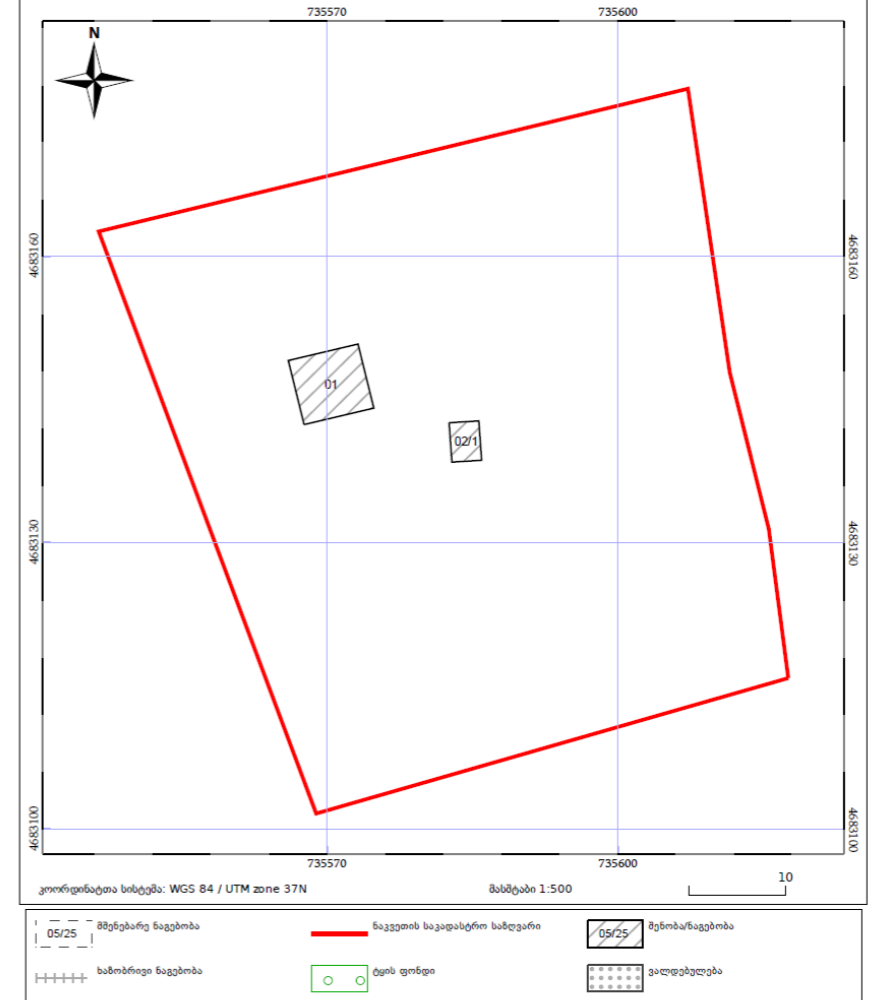 735570 735600
N
4683160 4683160
01
02/1
4683130 4683130
4683100 4683100
735570 735600
კოორდინატთა სისტემა: WGS 84 / UTM zone 37N მასშტაბი 1:500 10
05/25 მშენებარე ნაგებობა ნაკვეთის საკადასტრო საზღვარი 05/25 შენობა/ნაგებობა
ხაზობრივი ნაგებობა ტყის ფონდი ვალდებულება